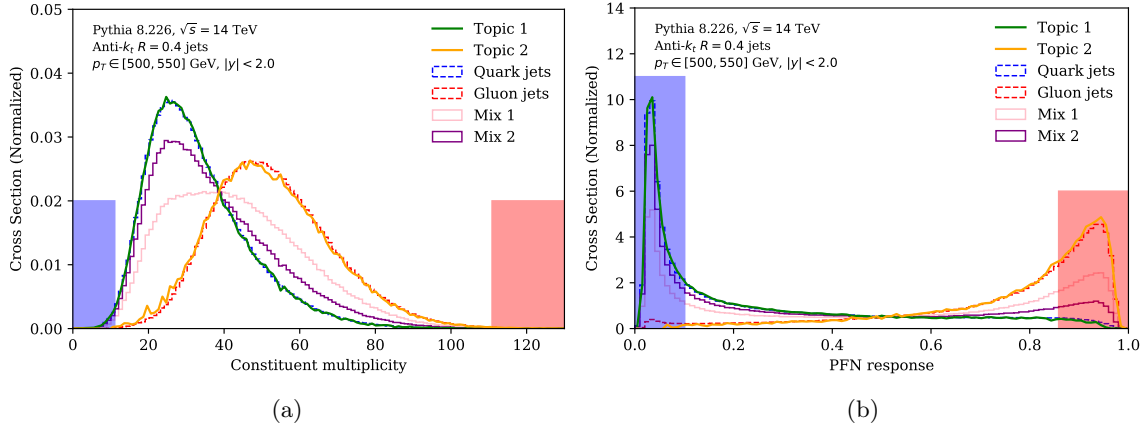 0.05
0.04
0.03
0.02
0.01
0.00
Cross Section (Normalized)
Pythia 8.226, √s = 14 TeV
Anti-k_t R = 0.4 jets
p_T ∈ [500, 550] GeV, |y| < 2.0
Topic 1
Topic 2
Quark jets
Gluon jets
Mix 1
Mix 2
0 20 40 60 80 100 120
Constituent multiplicity
(a)
14
12
10
8
6
4
2
0
Cross Section (Normalized)
Pythia 8.226, √s = 14 TeV
Anti-k_t R = 0.4 jets
p_T ∈ [500, 550] GeV, |y| < 2.0
Topic 1
Topic 2
Quark jets
Gluon jets
Mix 1
Mix 2
0.0 0.2 0.4 0.6 0.8 1.0
PFN response
(b)